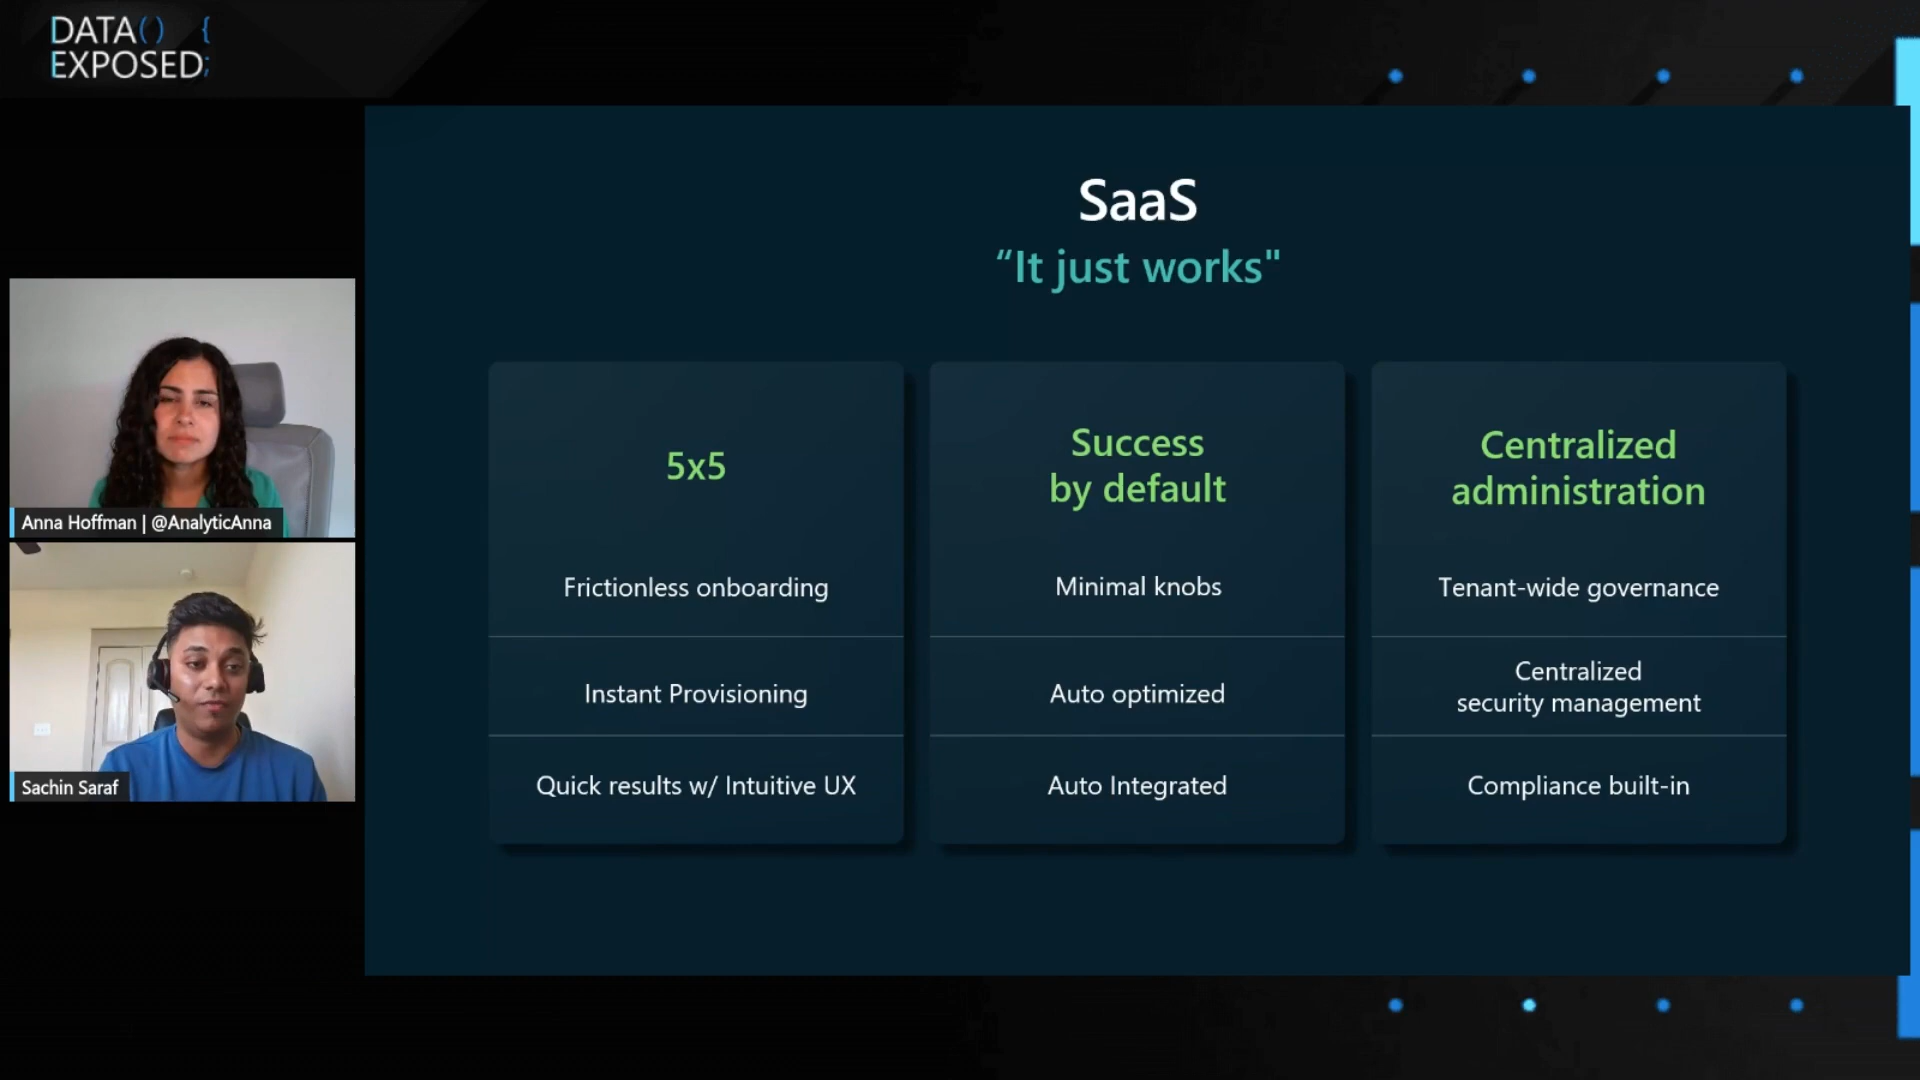 DATA() {
EXPOSED;
SaaS
“It just works"
5x5
Frictionless onboarding
Instant Provisioning
Quick results w/ Intuitive UX
Success
by default
Minimal knobs
Auto optimized
Auto Integrated
Centralized
administration
Tenant-wide governance
Centralized
security management
Compliance built-in
Anna Hoffman | @AnalyticAnna
Sachin Saraf